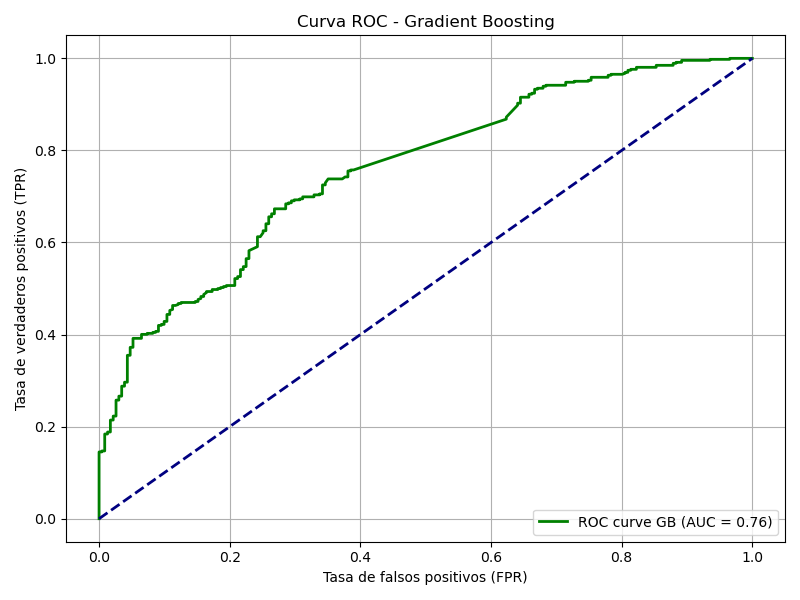 Curva ROC - Gradient Boosting
Tasa de verdaderos positivos (TPR)
1.0
0.8
0.6
0.4
0.2
0.0
0.0 0.2 0.4 0.6 0.8 1.0
Tasa de falsos positivos (FPR)
ROC curve GB (AUC = 0.76)